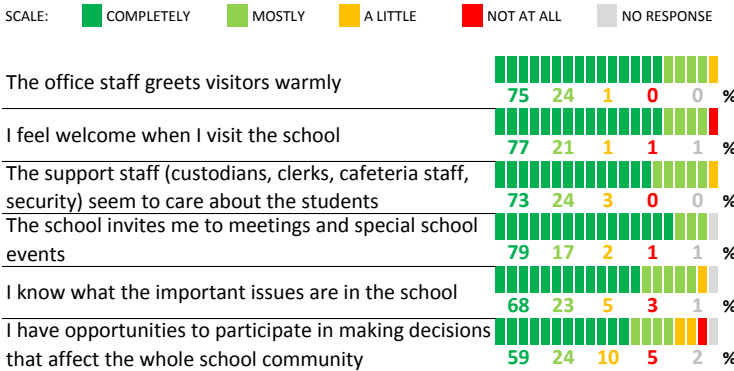 SCALE: COMPLETELY MOSTLY A LITTLE NOT AT ALL NO RESPONSE
The office staff greets visitors warmly
75 24 1 0 0 %
I feel welcome when I visit the school
77 21 1 1 1 %
The support staff (custodians, clerks, cafeteria staff,
security) seem to care about the students
73 24 3 0 0 %
The school invites me to meetings and special school
events
79 17 2 1 1 %
I know what the important issues are in the school
68 23 5 3 1 %
I have opportunities to participate in making decisions
that affect the whole school community
59 24 10 5 2 %